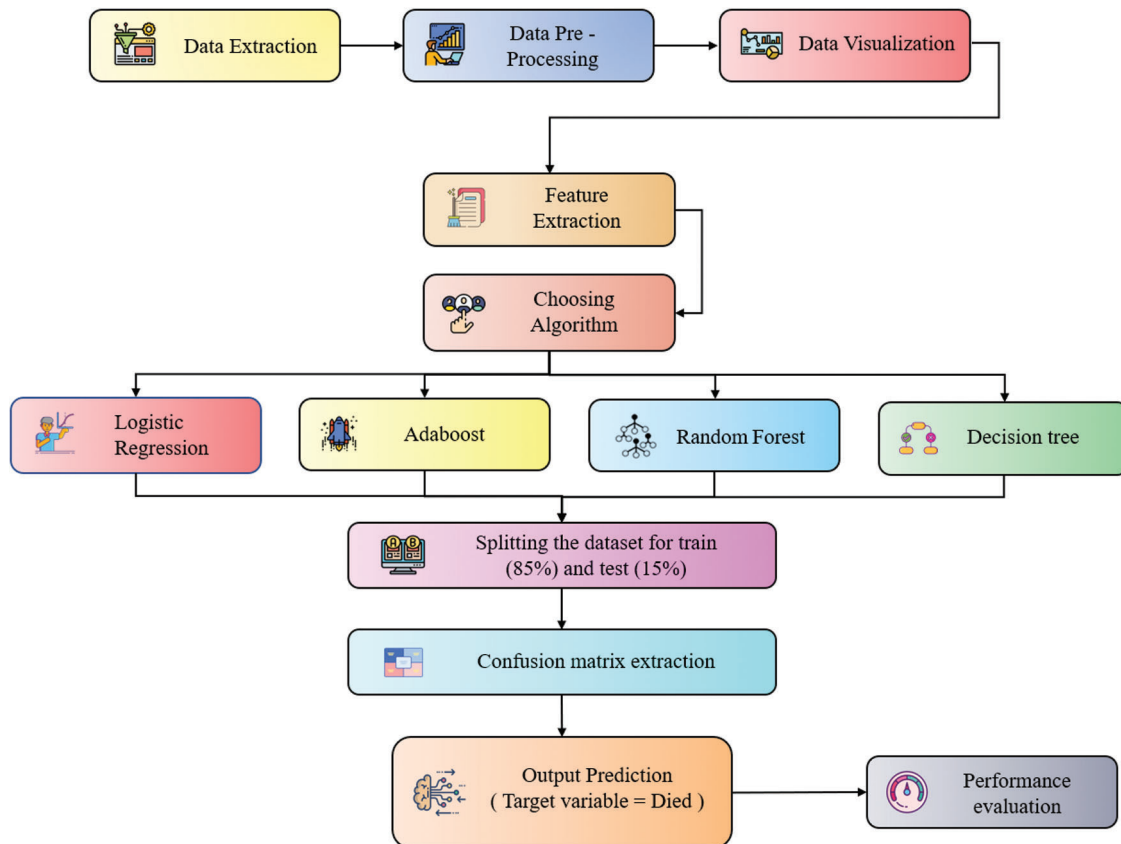 Data Extraction
Data Pre -
Processing
Data Visualization
Feature
Extraction
Choosing
Algorithm
Logistic
Regression
Adaboost
Random Forest
Decision tree
A B
Splitting the dataset for train
(85%) and test (15%)
Confusion matrix extraction
Output Prediction
( Target variable = Died )
Performance
evaluation